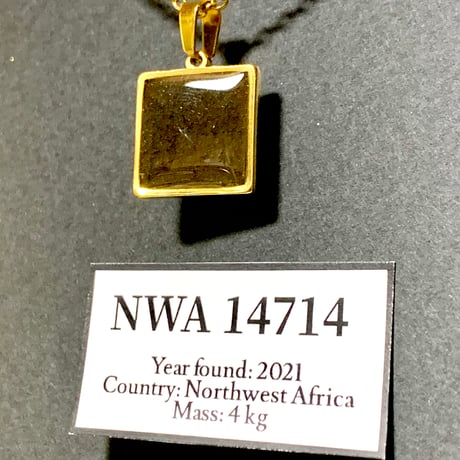 NWA 14714
Year found: 2021
Country: Northwest Africa
Mass: 4 kg